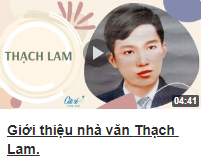 THẠCH LAM
04:41
Giới thiệu nhà văn Thạch
Lam.